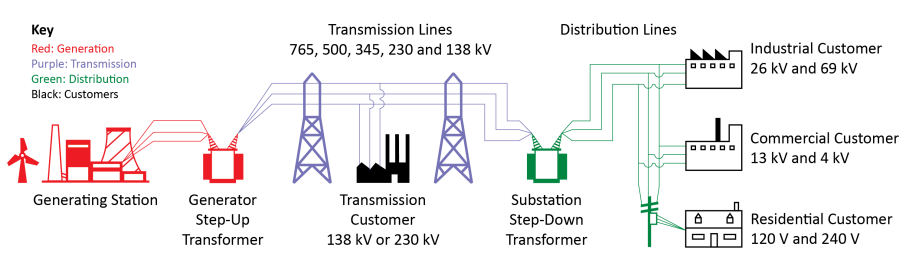 Key
Red: Generation
Purple: Transmission
Green: Distribution
Black: Customers
Transmission Lines
765, 500, 345, 230 and 138 kV
Distribution Lines
Industrial Customer
26 kV and 69 kV
Commercial Customer
13 kV and 4 kV
Residential Customer
120 V and 240 V
Generating Station
Generator
Step-Up
Transformer
Transmission
Customer
138 kV or 230 kV
Substation
Step-Down
Transformer